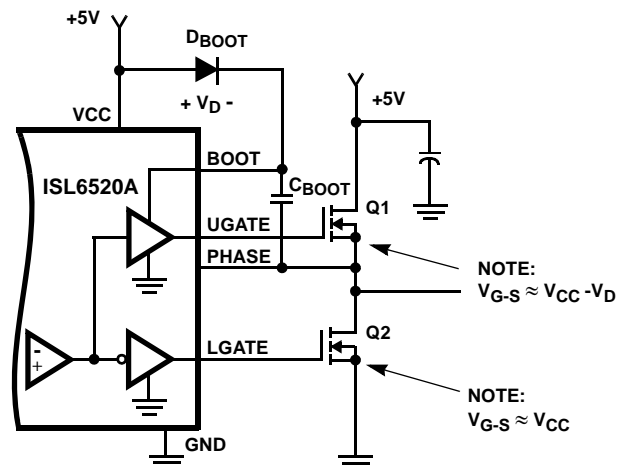 +5V
DBOOT
+ VD -
+5V
VCC
BOOT
ISL6520A
CBOOT
Q1
UGATE
PHASE
NOTE:
VG-S ≈ VCC -VD
-
+
Q2
LGATE
NOTE:
VG-S ≈ VCC
GND